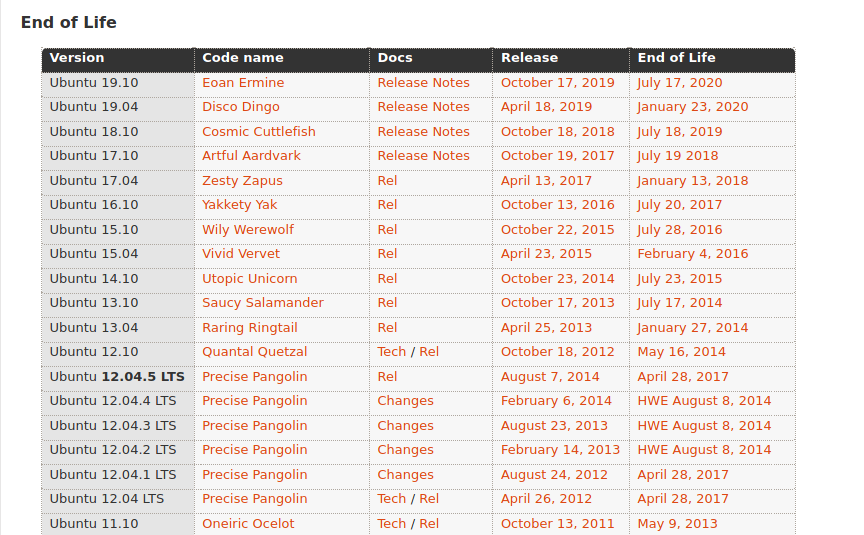 End of Life
Version Code name Docs Release End of Life
Ubuntu 19.10 Eoan Ermine Release Notes October 17, 2019 July 17, 2020
Ubuntu 19.04 Disco Dingo Release Notes April 18, 2019 January 23, 2020
Ubuntu 18.10 Cosmic Cuttlefish Release Notes October 18, 2018 July 18, 2019
Ubuntu 17.10 Artful Aardvark Release Notes October 19, 2017 July 19 2018
Ubuntu 17.04 Zesty Zapus Rel April 13, 2017 January 13, 2018
Ubuntu 16.10 Yakkety Yak Rel October 13, 2016 July 20, 2017
Ubuntu 15.10 Wily Werewolf Rel October 22, 2015 July 28, 2016
Ubuntu 15.04 Vivid Vervet Rel April 23, 2015 February 4, 2016
Ubuntu 14.10 Utopic Unicorn Rel October 23, 2014 July 23, 2015
Ubuntu 13.10 Saucy Salamander Rel October 17, 2013 July 17, 2014
Ubuntu 13.04 Raring Ringtail Rel April 25, 2013 January 27, 2014
Ubuntu 12.10 Quantal Quetzal Tech / Rel October 18, 2012 May 16, 2014
Ubuntu 12.04.5 LTS Precise Pangolin Rel August 7, 2014 April 28, 2017
Ubuntu 12.04.4 LTS Precise Pangolin Changes February 6, 2014 HWE August 8, 2014
Ubuntu 12.04.3 LTS Precise Pangolin Changes August 23, 2013 HWE August 8, 2014
Ubuntu 12.04.2 LTS Precise Pangolin Changes February 14, 2013 HWE August 8, 2014
Ubuntu 12.04.1 LTS Precise Pangolin Changes August 24, 2012 April 28, 2017
Ubuntu 12.04 LTS Precise Pangolin Tech / Rel April 26, 2012 April 28, 2017
Ubuntu 11.10 Oneiric Ocelot Tech / Rel October 13, 2011 May 9, 2013